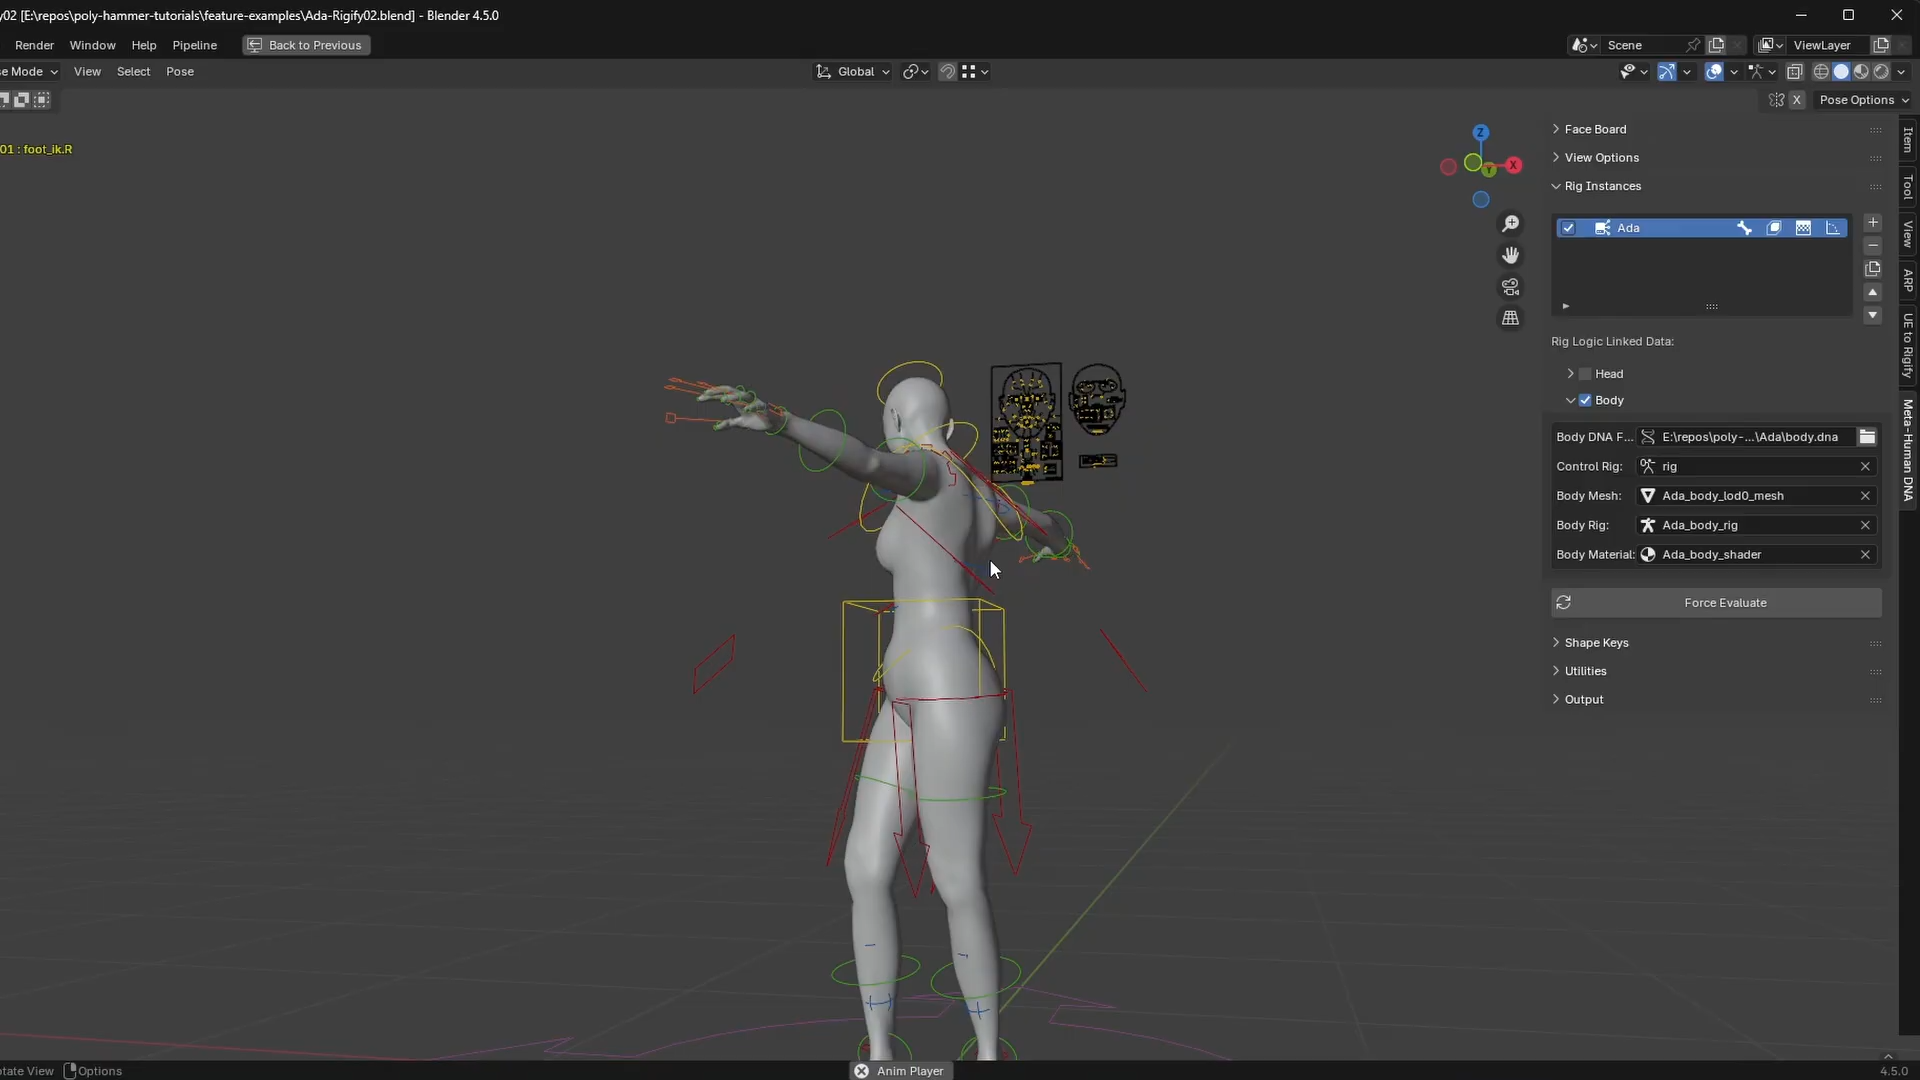 y02 [E:\repos\poly-hammer-tutorials\feature-examples\Ada-Rigify02.blend] - Blender 4.5.0
Render Window Help Pipeline Back to Previous Scene ViewLayer
se Mode View Select Pose Global
X Pose Options
01 : foot_ik.R
Z
X
Y
Face Board
View Options
Rig Instances
Ada
Rig Logic Linked Data:
Head
Body
Body DNA F... E:\repos\poly-...\Ada\body.dna
Control Rig: rig
Body Mesh: Ada_body_lod0_mesh
Body Rig: Ada_body_rig
Body Material: Ada_body_shader
Force Evaluate
Shape Keys
Utilities
Output
Item
Tool
View
ARP
UE to Rigify
Meta-Human DNA
otate View Options Anim Player 4.5.0